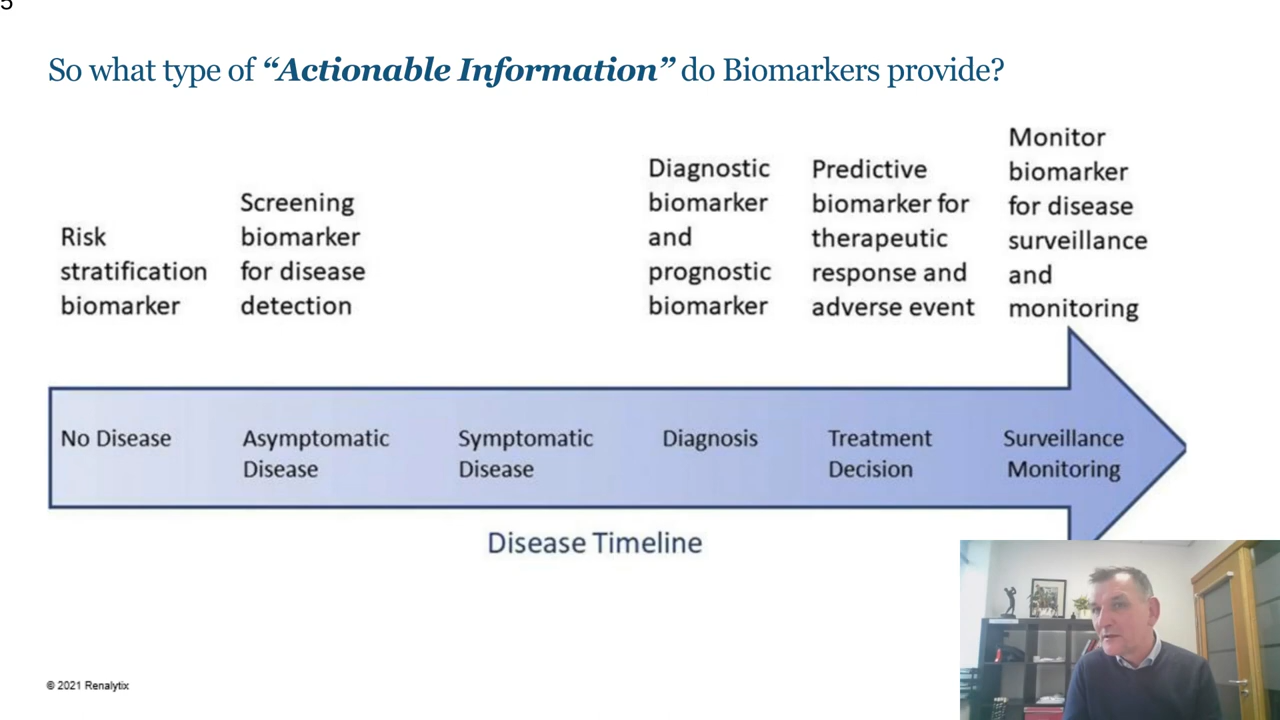 5
So what type of “Actionable Information” do Biomarkers provide?
Risk
stratification
biomarker
Screening
biomarker
for disease
detection
Diagnostic
biomarker
and
prognostic
biomarker
Predictive
biomarker for
therapeutic
response and
adverse event
Monitor
biomarker
for disease
surveillance
and
monitoring
No Disease
Asymptomatic
Disease
Symptomatic
Disease
Diagnosis
Treatment
Decision
Surveillance
Monitoring
Disease Timeline
© 2021 Renalytix